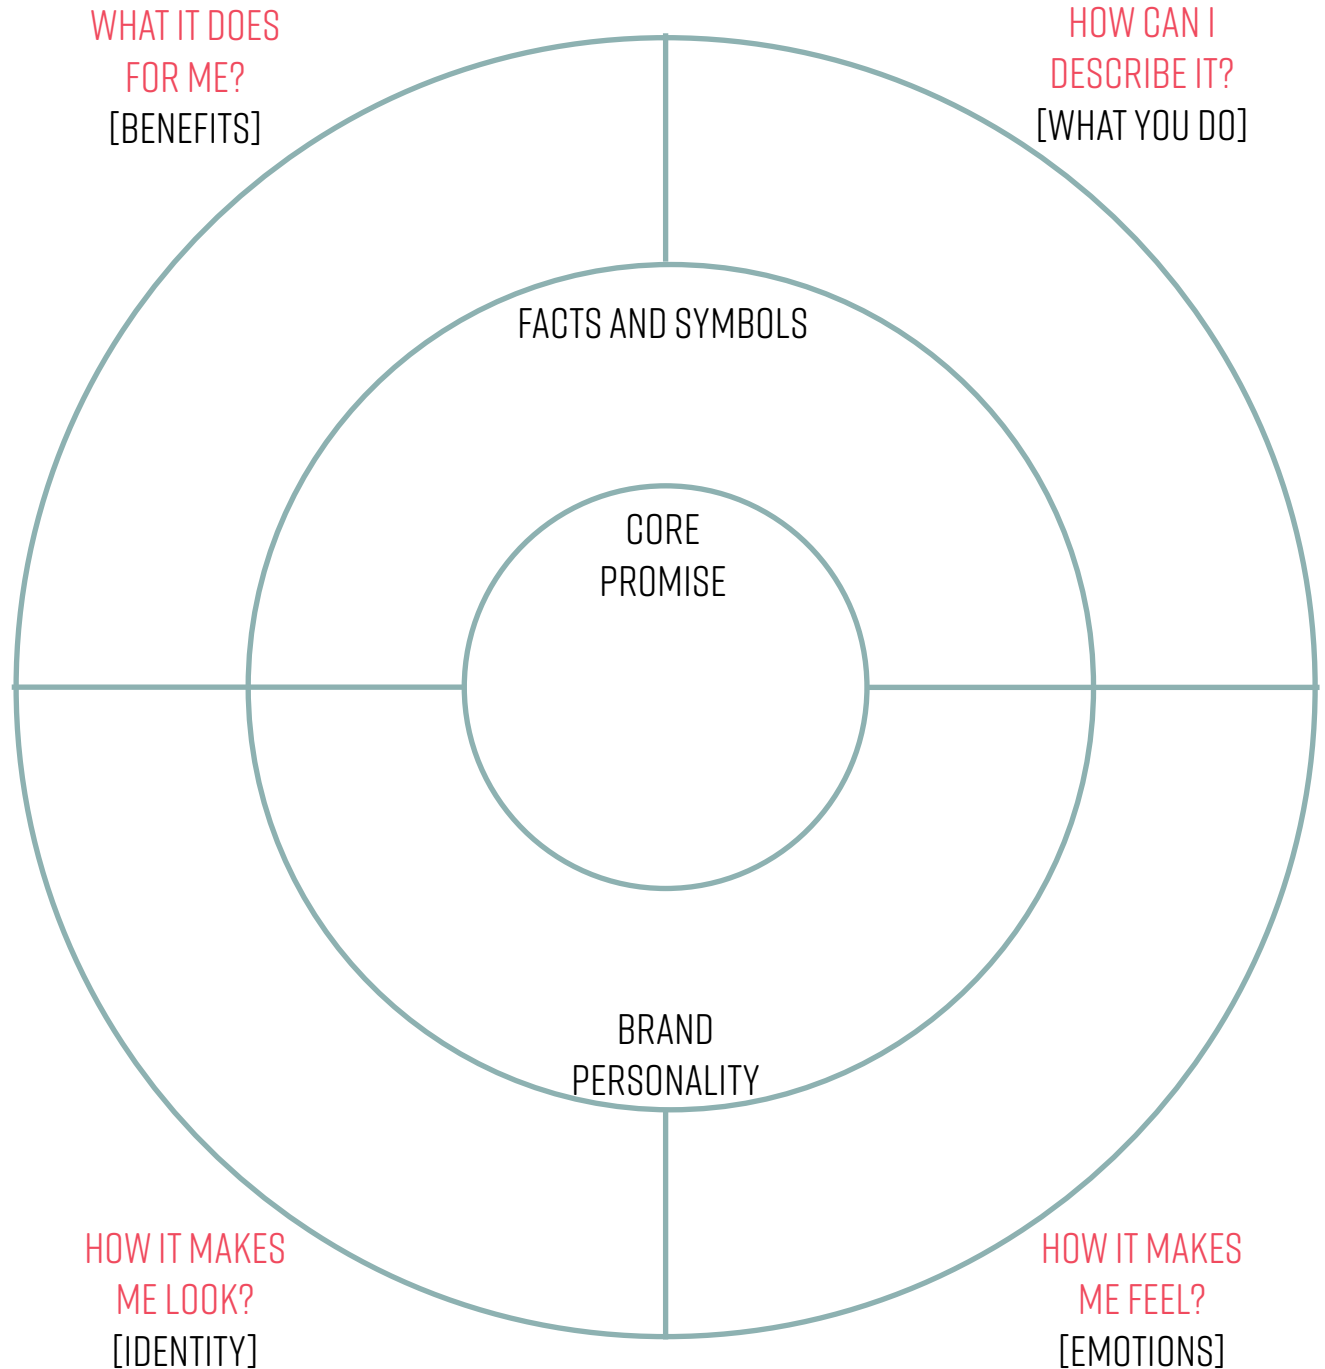 WHAT IT DOES
FOR ME?
[BENEFITS]
HOW CAN I
DESCRIBE IT?
[WHAT YOU DO]
FACTS AND SYMBOLS
CORE
PROMISE
BRAND
PERSONALITY
HOW IT MAKES
ME LOOK?
[IDENTITY]
HOW IT MAKES
ME FEEL?
[EMOTIONS]